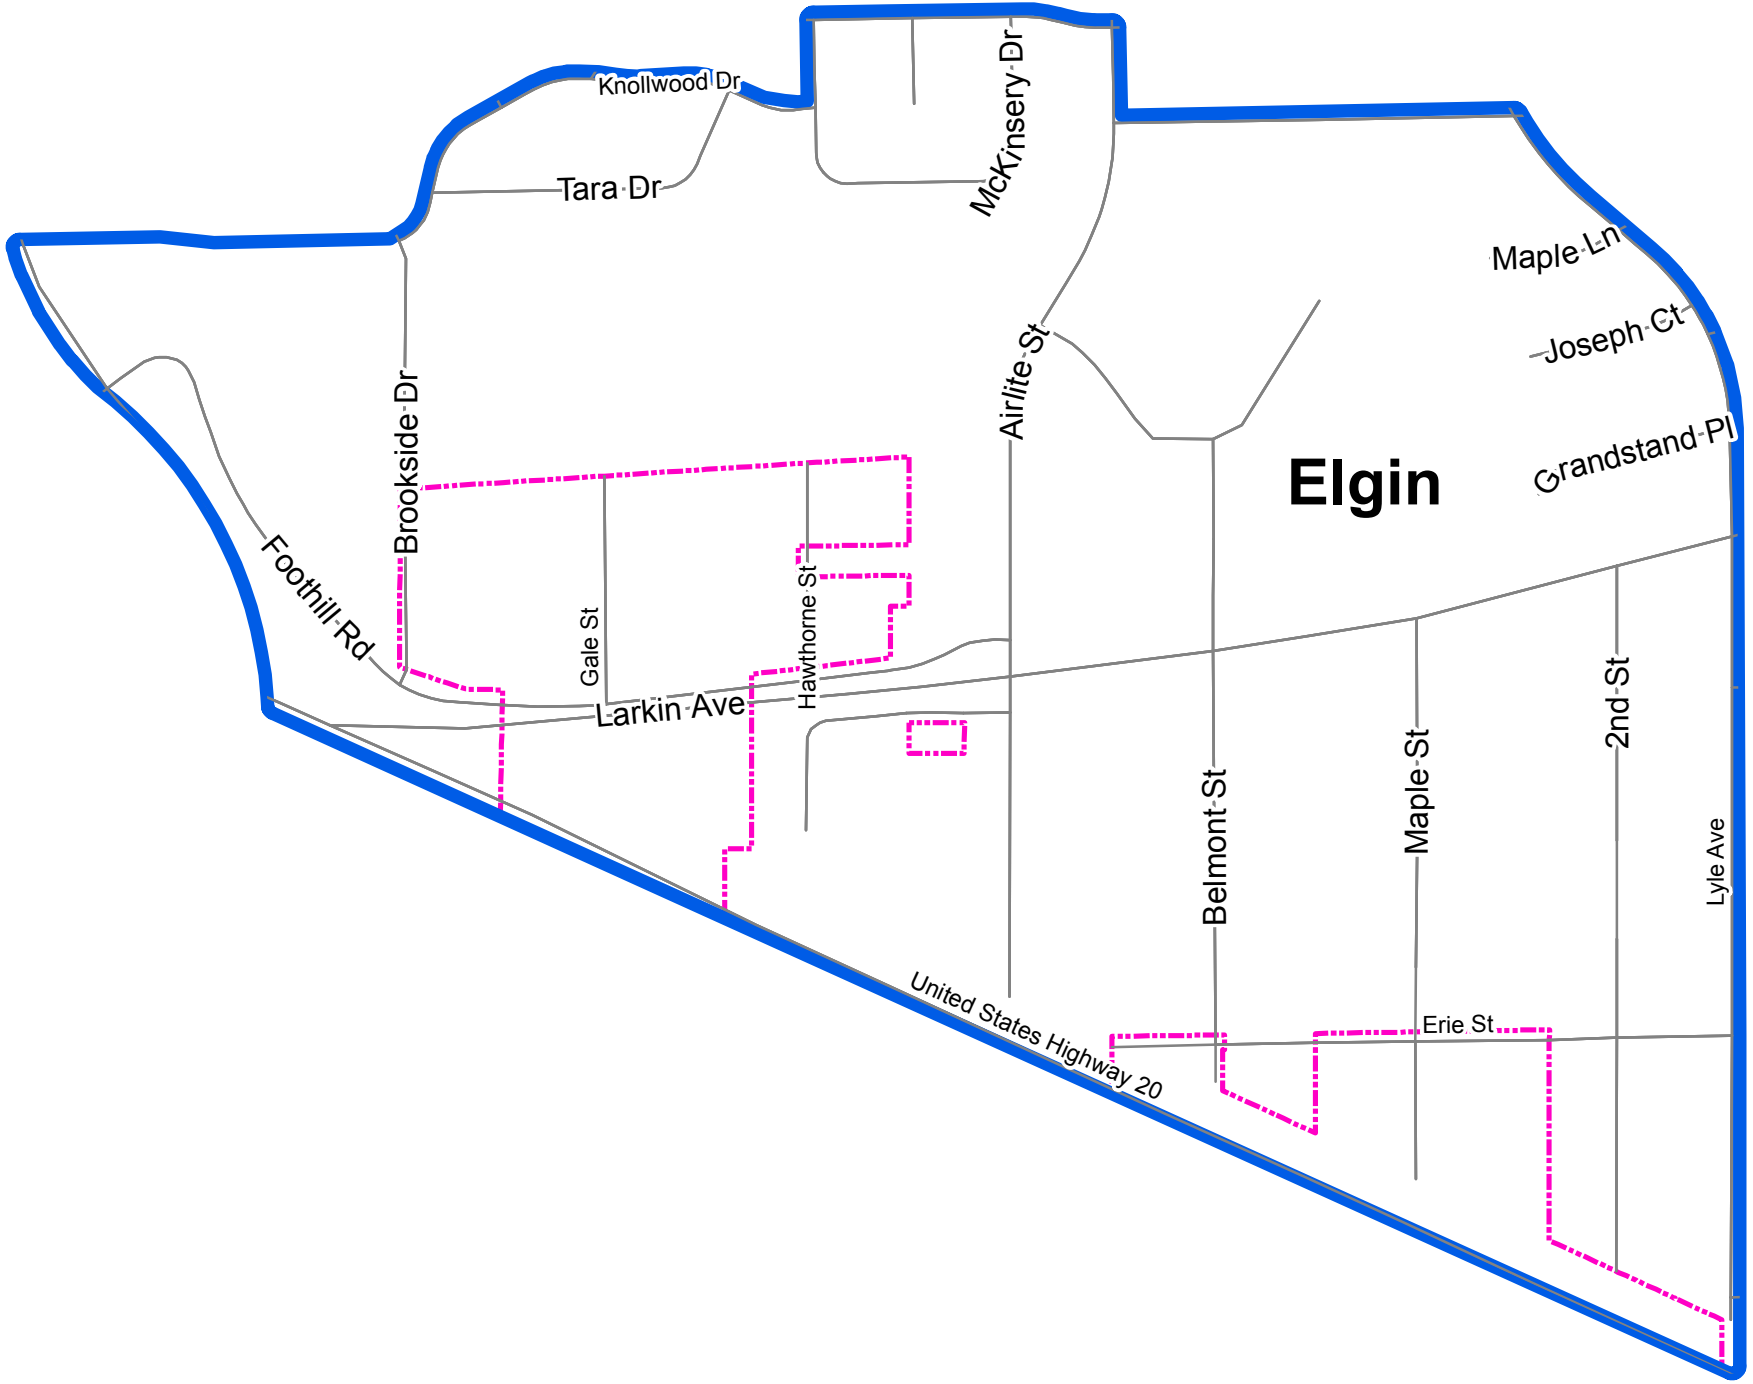 Knollwood Dr
McKinsery Dr
Tara Dr
Maple Ln
Joseph Ct
Airlite St
Brookside Dr
Grandstand Pl
Elgin
Foothill Rd
Gale St
Hawthorne St
Larkin Ave
2nd St
Maple St
Belmont St
Lyle Ave
United States Highway 20
Erie St